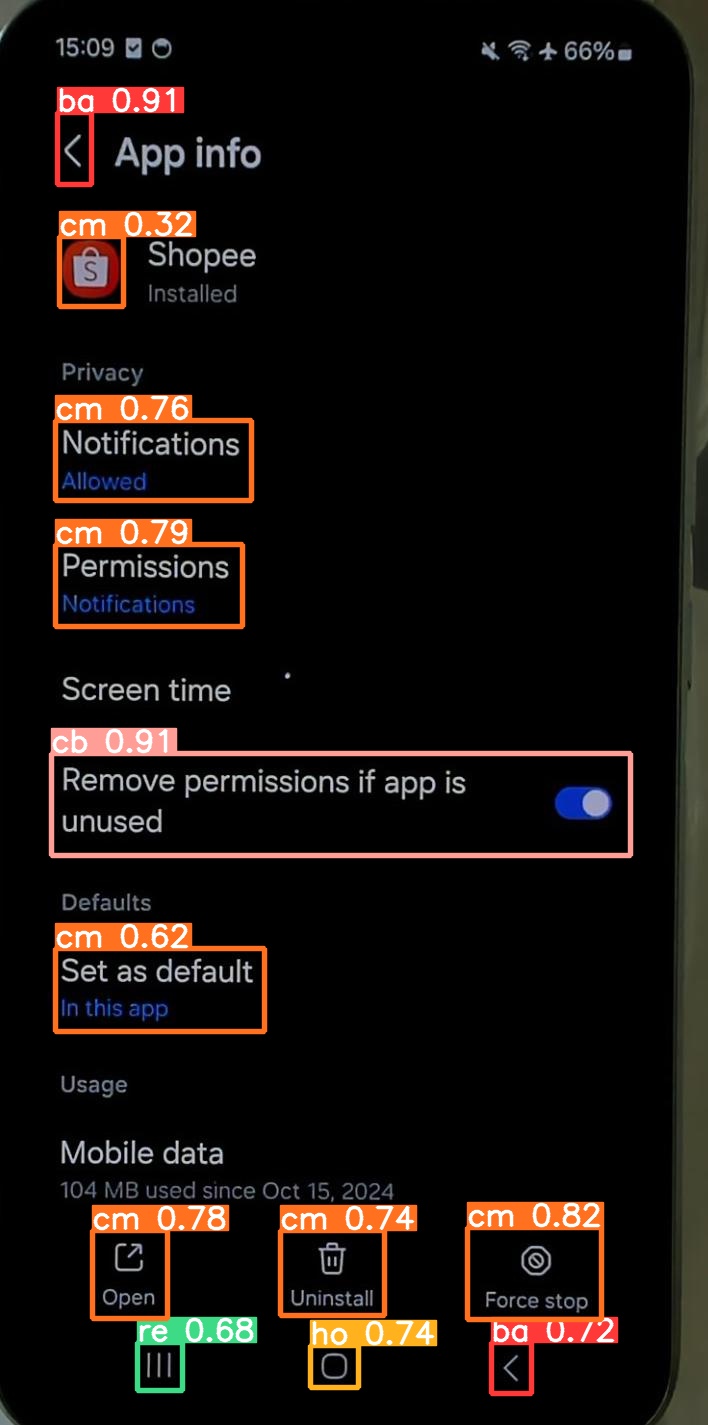 15:09
66%
ba 0.91
App info
cm 0.32
S
Shopee
Installed
Privacy
cm 0.76
Notifications
Allowed
cm 0.79
Permissions
Notifications
Screen time
cb 0.91
Remove permissions if app is
unused
Defaults
cm 0.62
Set as default
In this app
Usage
Mobile data
104 MB used since Oct 15, 2024
cm 0.78 cm 0.74 cm 0.82
Open Uninstall Force stop
re 0.68 ho 0.74 ba 0.72